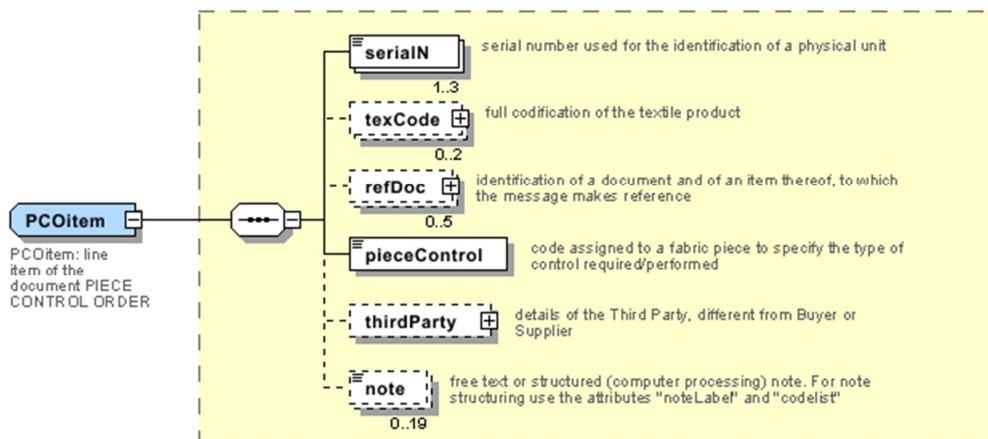 serialN
serial number used for the identification of a physical unit
1..3
texCode
full codification of the textile product
0..2
refDoc
identification of a document and of an item thereof, to which
the message makes reference
0..5
PCOitem
PCOitem: line
item of the
document PIECE
CONTROL ORDER
pieceControl
code assigned to a fabric piece to specify the type of
control required/performed
thirdParty
details of the Third Party, different from Buyer or
Supplier
note
free text or structured (computer processing) note. For note
structuring use the attributes "noteLabel" and "codelist"
0..19